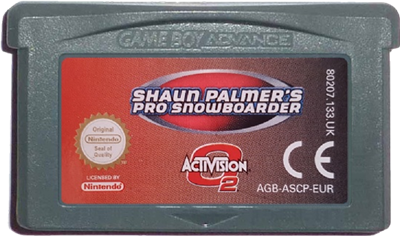 GAME BOY ADVANCE
SHAUN PALMER'S
PRO SNOWBOARDER
80207.133.UK
Original
Nintendo
Seal of
Quality
ACTIVISION
O2
CE
LICENSED BY
Nintendo
AGB-ASCP-EUR